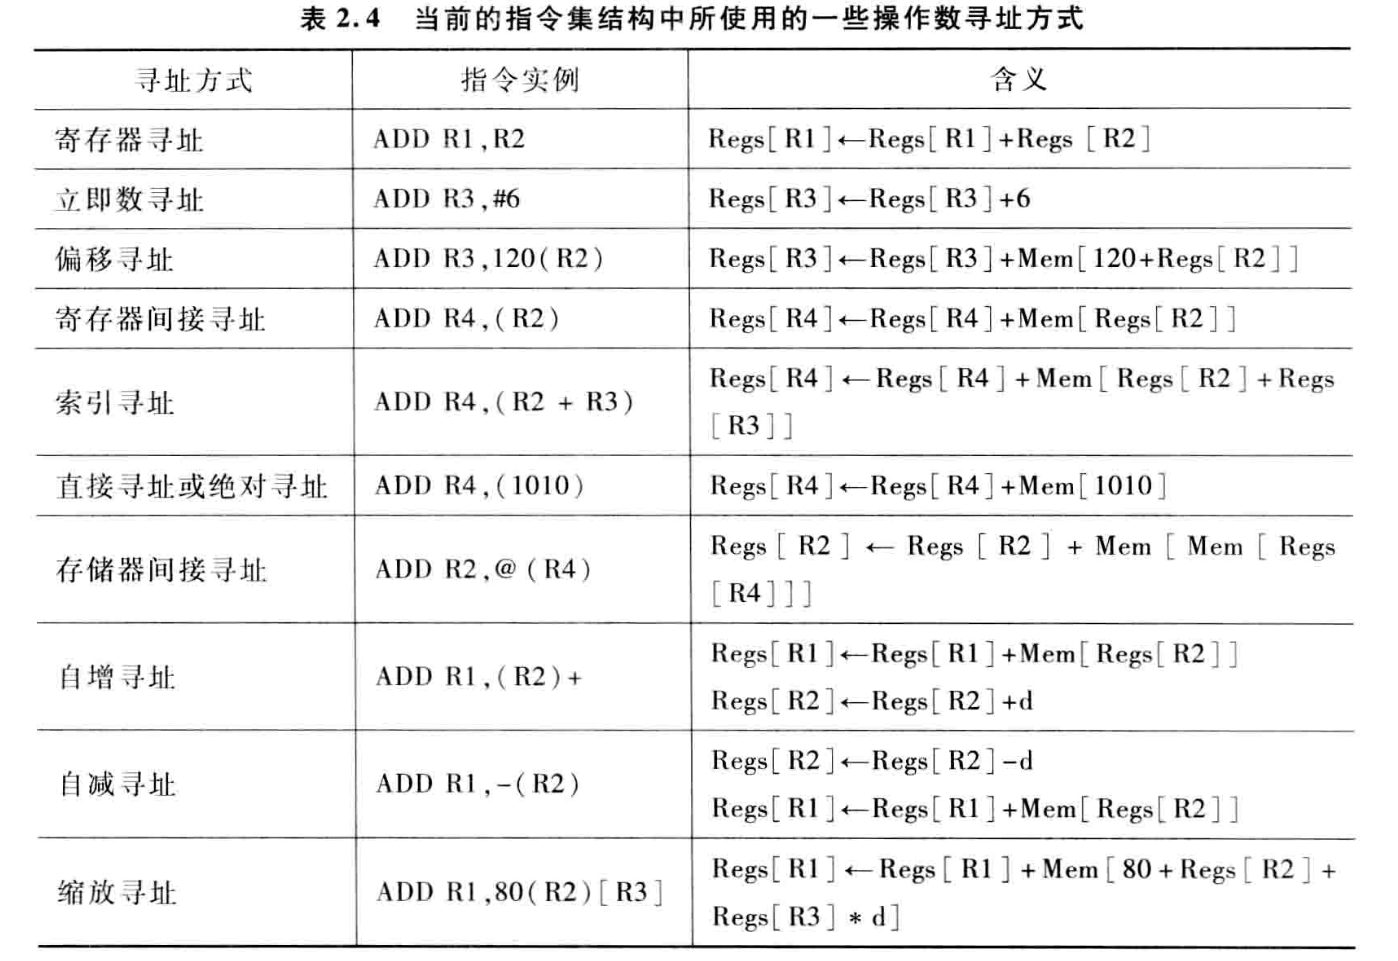 表 2.4 当前的指令集结构中所使用的一些操作数寻址方式
寻址方式 指令实例 含义
寄存器寻址 ADD R1,R2 Regs[R1]←Regs[R1]+Regs [R2]
立即数寻址 ADD R3,#6 Regs[R3]←Regs[R3]+6
偏移寻址 ADD R3,120(R2) Regs[R3]←Regs[R3]+Mem[120+Regs[R2]]
寄存器间接寻址 ADD R4,(R2) Regs[R4]←Regs[R4]+Mem[Regs[R2]]
索引寻址 ADD R4,(R2 + R3) Regs[R4]←Regs[R4]+Mem[Regs[R2]+Regs
[R3]]
直接寻址或绝对寻址 ADD R4,(1010) Regs[R4]←Regs[R4]+Mem[1010]
存储器间接寻址 ADD R2,@(R4) Regs [R2] ← Regs [R2] + Mem [Mem [Regs
[R4]]]
自增寻址 ADD R1,(R2)+ Regs[R1]←Regs[R1]+Mem[Regs[R2]]
Regs[R2]←Regs[R2]+d
自减寻址 ADD R1,-(R2) Regs[R2]←Regs[R2]-d
Regs[R1]←Regs[R1]+Mem[Regs[R2]]
缩放寻址 ADD R1,80(R2)[R3] Regs[R1]←Regs[R1]+Mem[80+Regs[R2]+
Regs[R3]*d]